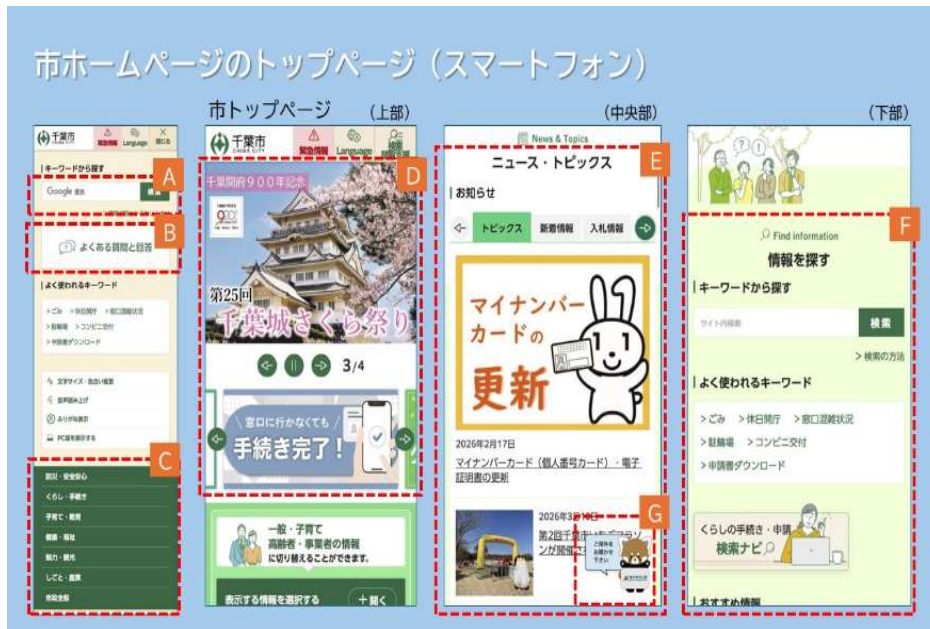 市ホームページのトップページ（スマートフォン）
市トップページ （上部）
（中央部）
（下部）
千葉市
緊急情報
Language
閉じる
キーワードから探す
A
Google 提供
検索
B
よくある質問と回答
よく使われるキーワード
>ごみ >休日開庁 >窓口混雑状況
>駐輪場 >コンビニ交付
>申請書ダウンロード
文字サイズ・色合い変更
音声読み上げ
ふりがな表示
PC版を表示する
C
防災・安全安心
くらし・手続き
子育て・教育
健康・福祉
魅力・観光
しごと・産業
市政全般
千葉市
CHIBA CITY
緊急情報
Language
D
千葉開府900年記念
第25回
千葉城さくら祭り
3/4
窓口に行かなくても
手続き完了！
一般・子育て
高齢者・事業者の情報
に切り替えることができます。
表示する情報を選択する
＋開く
News & Topics
E
ニュース・トピックス
お知らせ
トピックス 新着情報 入札情報
マイナンバー
カードの
更新
2026年2月17日
マイナンバーカード（個人番号カード）・電子
証明書の更新
G
ご用件を
お聞かせ
下さい
F
Find information
情報を探す
キーワードから探す
サイト内検索
検索
>検索の方法
よく使われるキーワード
>ごみ >休日開庁 >窓口混雑状況
>駐輪場 >コンビニ交付
>申請書ダウンロード
くらしの手続き・申請
検索ナビ
おすすめ情報